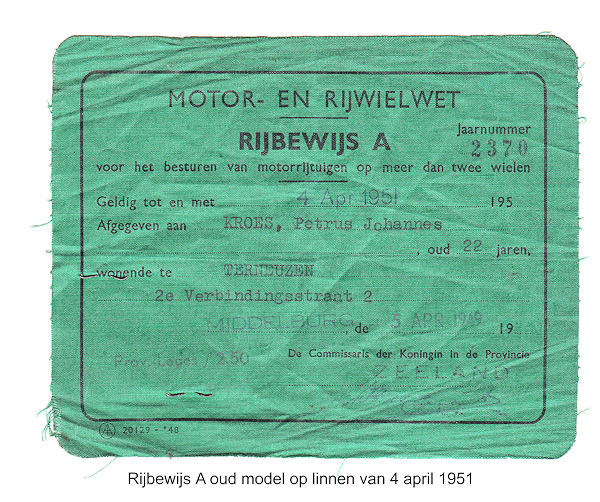 MOTOR- EN RIJWIELWET
RIJBEWIJS A
Jaarnummer
2370
voor het besturen van motorrijtuigen op meer dan twee wielen
Geldig tot en met 4 Apr 1951 195
Afgegeven aan KROES, Petrus Johannes
, oud 22 jaren,
wonende te TERNEUZEN
2e Verbindingsstraat 2
MIDDELBURG, de 5 APR 1949 19
Prov. Leges f 2.50 De Commissaris der Koningin in de Provincie
ZEELAND
20129 - '48
Rijbewijs A oud model op linnen van 4 april 1951